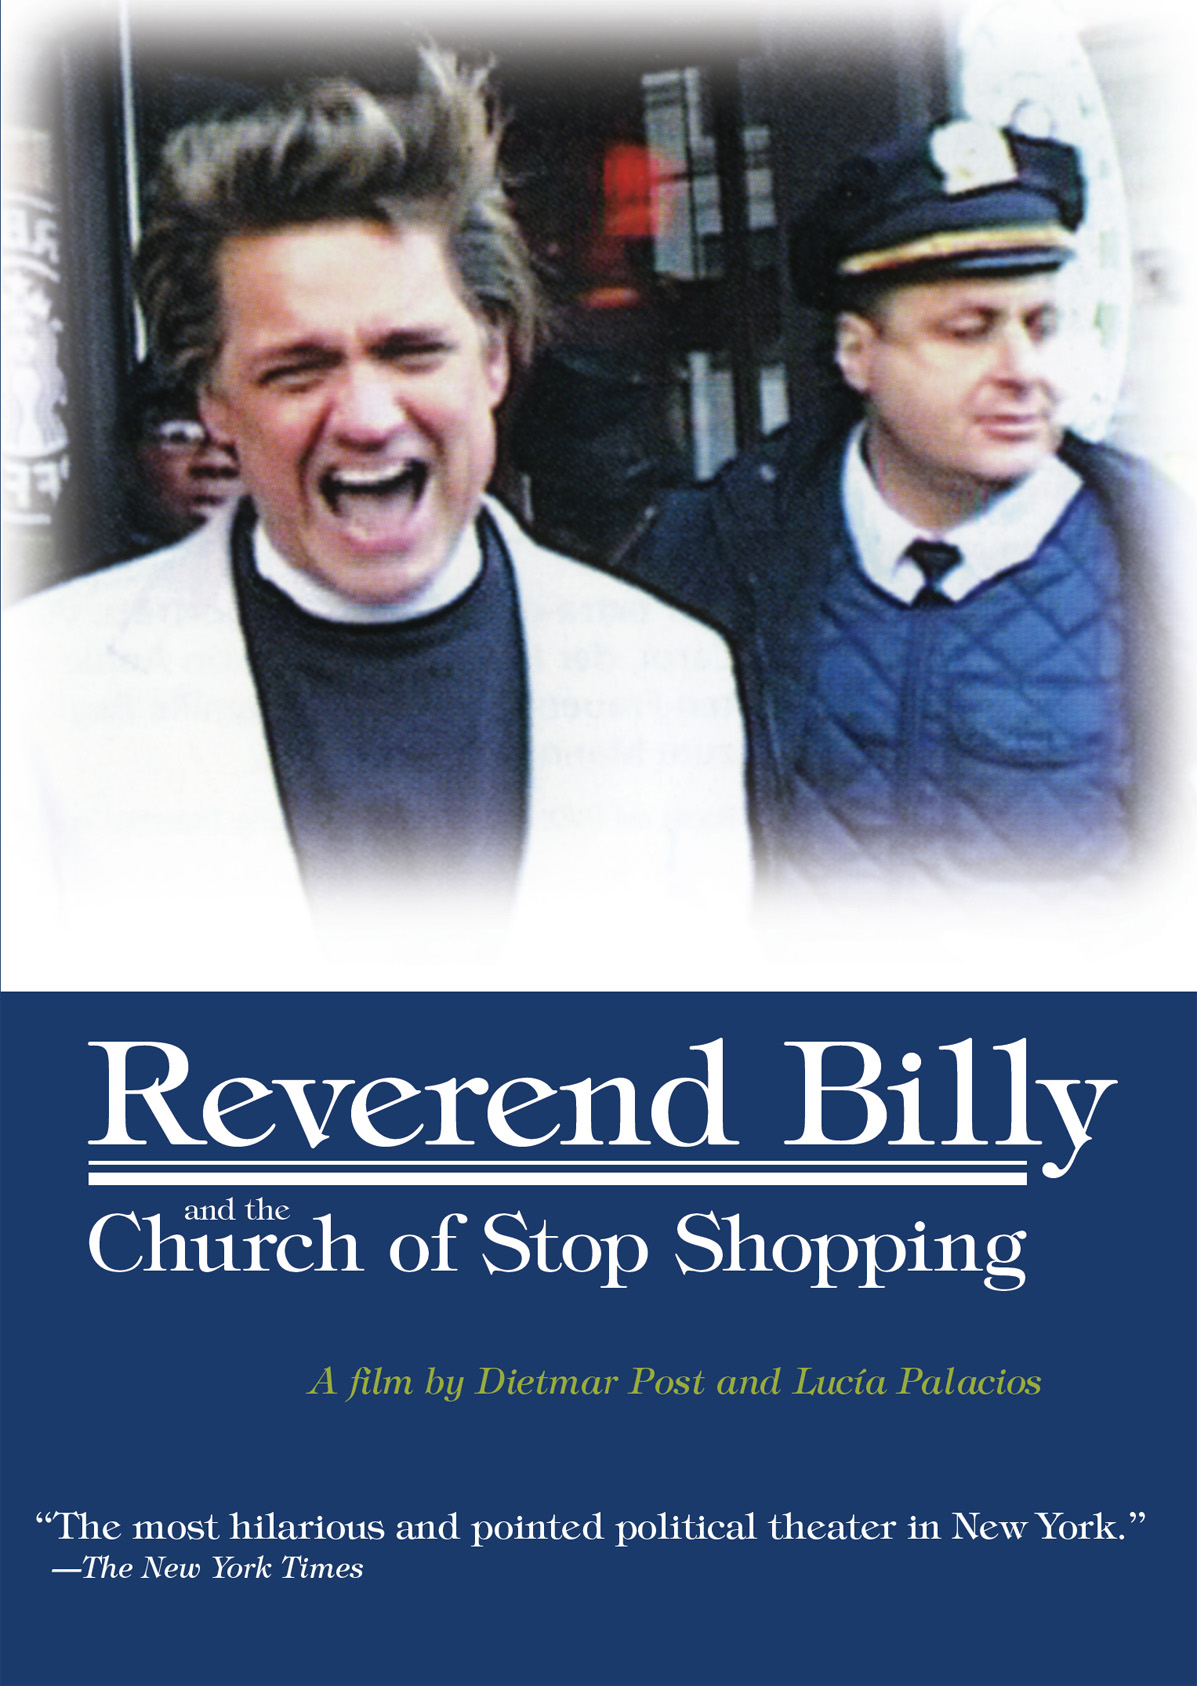 Reverend Billy
and the
Church of Stop Shopping
A film by Dietmar Post and Lucía Palacios
“The most hilarious and pointed political theater in New York.”
—The New York Times